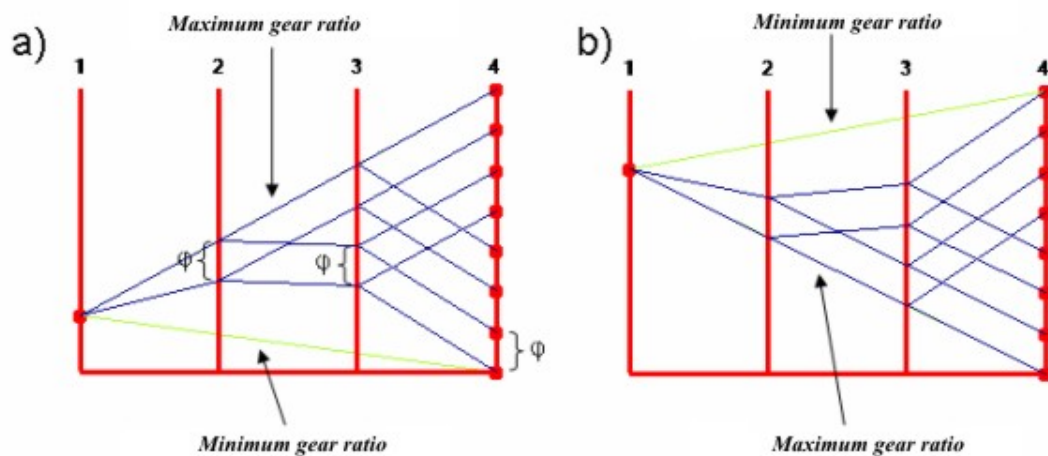 a)
Maximum gear ratio
1 2 3 4
φ
φ
φ
Minimum gear ratio
b)
Minimum gear ratio
1 2 3 4
Maximum gear ratio